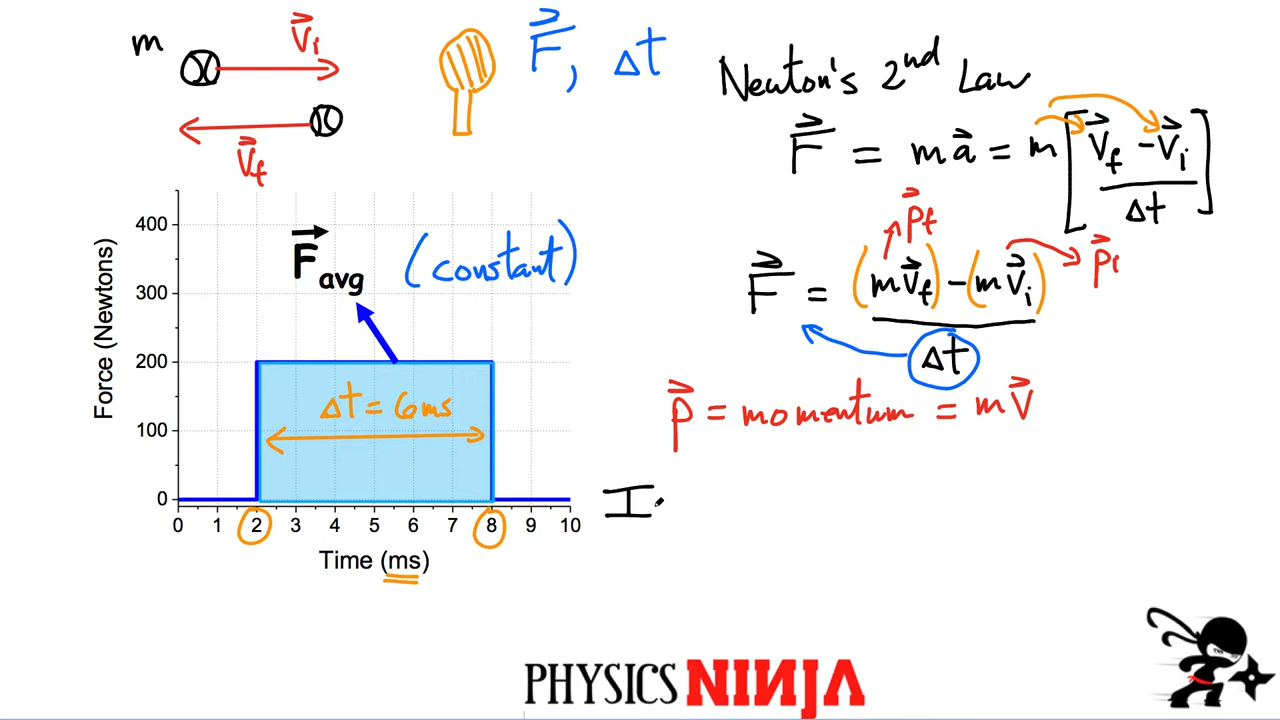 m
V⃗i
F⃗, Δt
V⃗f
Newton's 2nd Law
F⃗ = ma⃗ = m[V⃗f - V⃗i / Δt]
P⃗f
P⃗i
F⃗ = (mV⃗f) - (mV⃗i) / Δt
P⃗ = momentum = mV⃗
I
F⃗avg (constant)
Force (Newtons)
400
300
200
100
0
Δt = 6ms
0 1 2 3 4 5 6 7 8 9 10
Time (ms)
PHYSICS NINJA